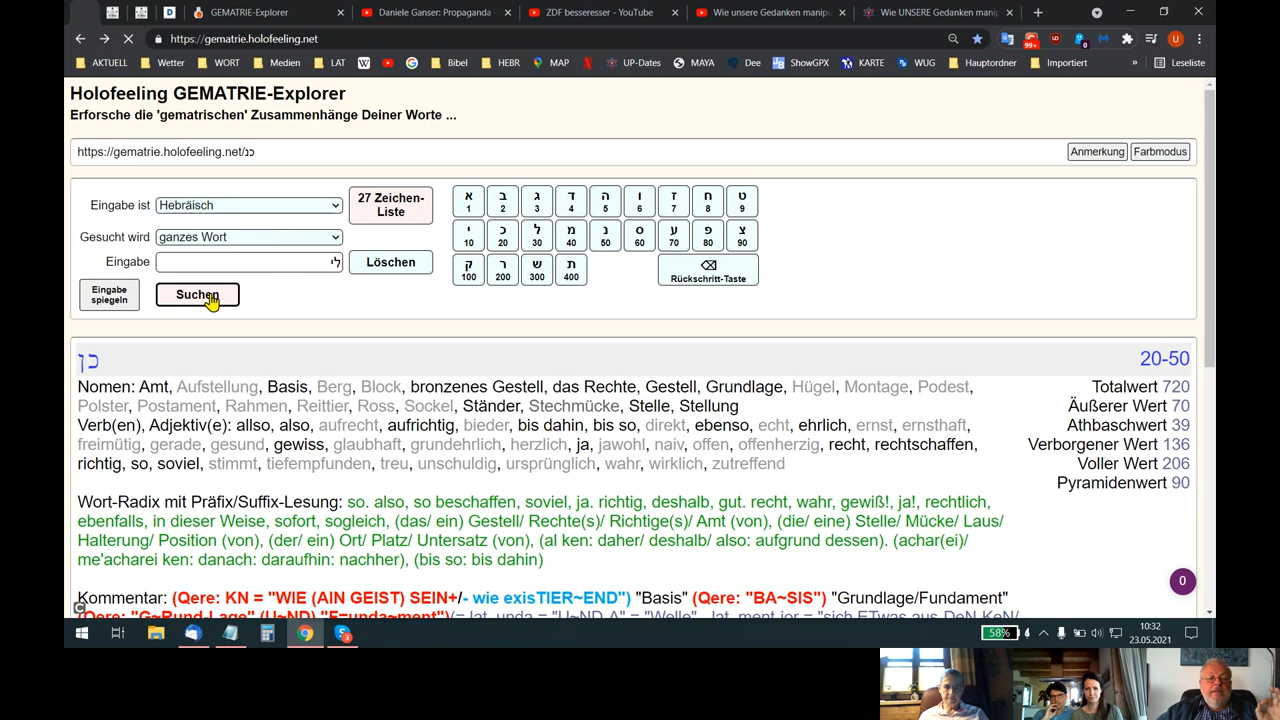 GEMATRIE-Explorer
Daniele Ganser: Propaganda –
ZDF besseresser - YouTube
Wie unsere Gedanken manipu
Wie UNSERE Gedanken mani
https://gematrie.holofeeling.net
99+
0
AKTUELL Wetter WORT Medien LAT Bibel HEBR MAP UP-Dates MAYA Dee ShowGPX KARTE WUG Hauptordner Importiert » Leseliste
Holofeeling GEMATRIE-Explorer
Erforsche die 'gematrischen' Zusammenhänge Deiner Worte ...
https://gematrie.holofeeling.net/כנ
Anmerkung Farbmodus
Eingabe ist Hebräisch
27 Zeichen-
Liste
Gesucht wird ganzes Wort
Eingabe לי Löschen
Eingabe
spiegeln
Suchen
א ב ג ד ה ו ז ח ט
1 2 3 4 5 6 7 8 9
י כ ל מ נ ס ע פ צ
10 20 30 40 50 60 70 80 90
ק ר ש ת
100 200 300 400
Rückschritt-Taste
כן 20-50
Nomen: Amt, Aufstellung, Basis, Berg, Block, bronzenes Gestell, das Rechte, Gestell, Grundlage, Hügel, Montage, Podest,
Polster, Postament, Rahmen, Reittier, Ross, Sockel, Ständer, Stechmücke, Stelle, Stellung
Verb(en), Adjektiv(e): allso, also, aufrecht, aufrichtig, bieder, bis dahin, bis so, direkt, ebenso, echt, ehrlich, ernst, ernsthaft,
freimütig, gerade, gesund, gewiss, glaubhaft, grundehrlich, herzlich, ja, jawohl, naiv, offen, offenherzig, recht, rechtschaffen,
richtig, so, soviel, stimmt, tiefempfunden, treu, unschuldig, ursprünglich, wahr, wirklich, zutreffend
Totalwert 720
Äußerer Wert 70
Athbaschwert 39
Verborgener Wert 136
Voller Wert 206
Pyramidenwert 90
Wort-Radix mit Präfix/Suffix-Lesung: so. also, so beschaffen, soviel, ja. richtig, deshalb, gut. recht, wahr, gewiß!, ja!, rechtlich,
ebenfalls, in dieser Weise, sofort, sogleich, (das/ ein) Gestell/ Rechte(s)/ Richtige(s)/ Amt (von), (die/ eine) Stelle/ Mücke/ Laus/
Halterung/ Position (von), (der/ ein) Ort/ Platz/ Untersatz (von), (al ken: daher/ deshalb/ also: aufgrund dessen). (achar(ei)/
me'acharei ken: danach: daraufhin: nachher), (bis so: bis dahin)
0
Kommentar: (Qere: KN = "WIE (AIN GEIST) SEIN+/- wie exisTIER~END") "Basis" (Qere: "BA~SIS") "Grundlage/Fundament"
58%
10:32
23.05.2021